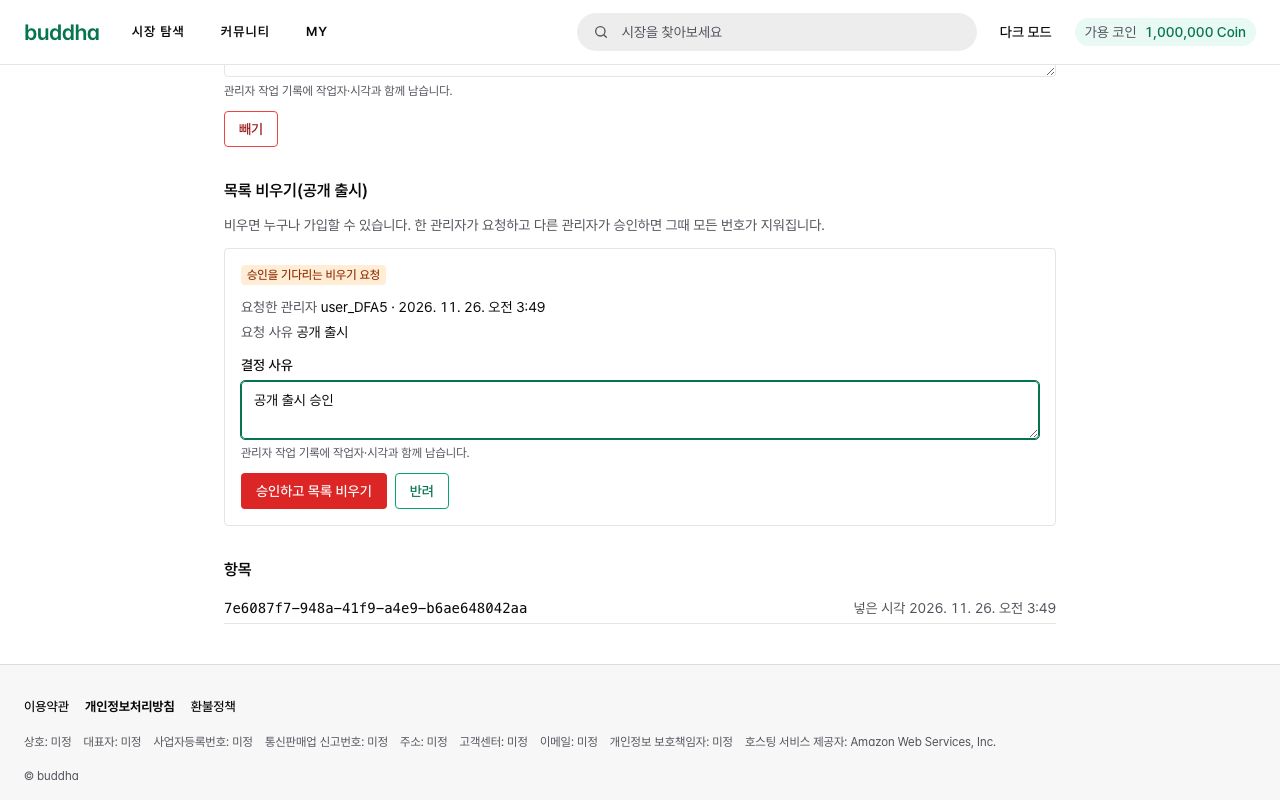 buddha 시장 탐색 커뮤니티 MY 시장을 찾아보세요 다크 모드 가용 코인 1,000,000 Coin
관리자 작업 기록에 작업자·시각과 함께 남습니다.
빼기
목록 비우기(공개 출시)
비우면 누구나 가입할 수 있습니다. 한 관리자가 요청하고 다른 관리자가 승인하면 그때 모든 번호가 지워집니다.
승인을 기다리는 비우기 요청
요청한 관리자 user_DFA5 · 2026. 11. 26. 오전 3:49
요청 사유 공개 출시
결정 사유
공개 출시 승인
관리자 작업 기록에 작업자·시각과 함께 남습니다.
승인하고 목록 비우기 반려
항목
7e6087f7-948a-41f9-a4e9-b6ae648042aa 넣은 시각 2026. 11. 26. 오전 3:49
이용약관 개인정보처리방침 환불정책
상호: 미정 대표자: 미정 사업자등록번호: 미정 통신판매업 신고번호: 미정 주소: 미정 고객센터: 미정 이메일: 미정 개인정보 보호책임자: 미정 호스팅 서비스 제공자: Amazon Web Services, Inc.
© buddha